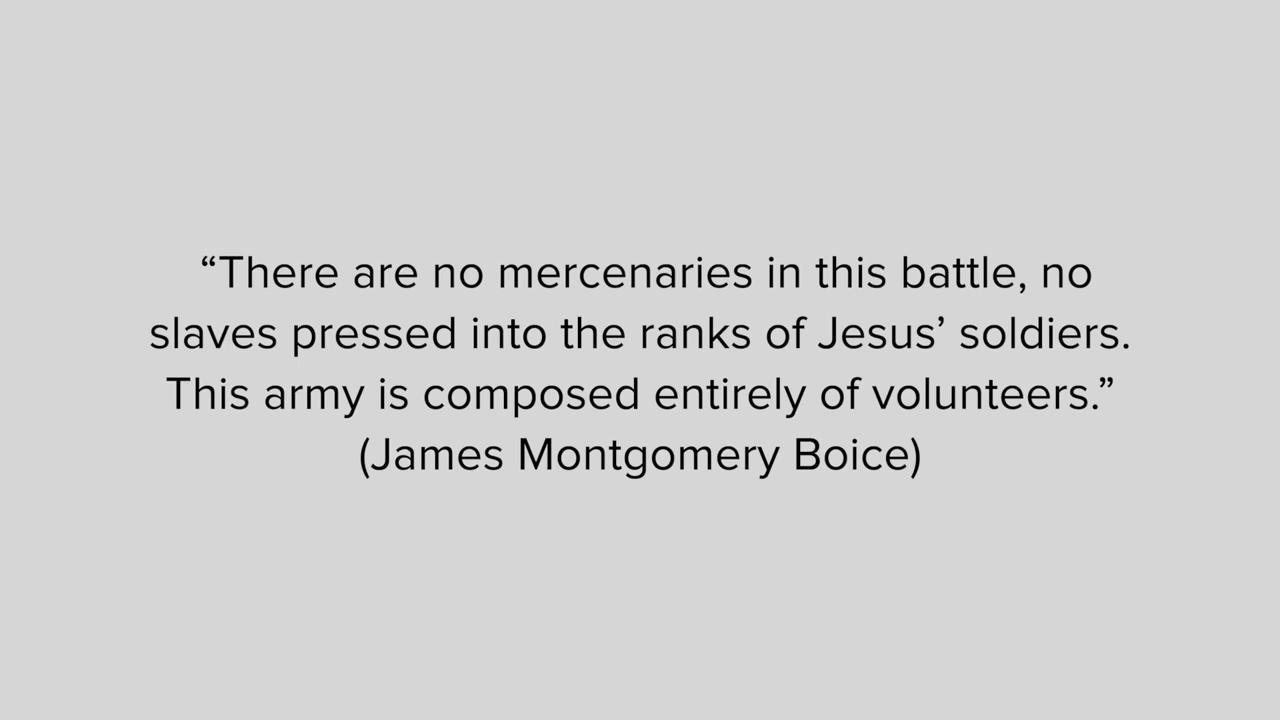 “There are no mercenaries in this battle, no
slaves pressed into the ranks of Jesus’ soldiers.
This army is composed entirely of volunteers.”
(James Montgomery Boice)